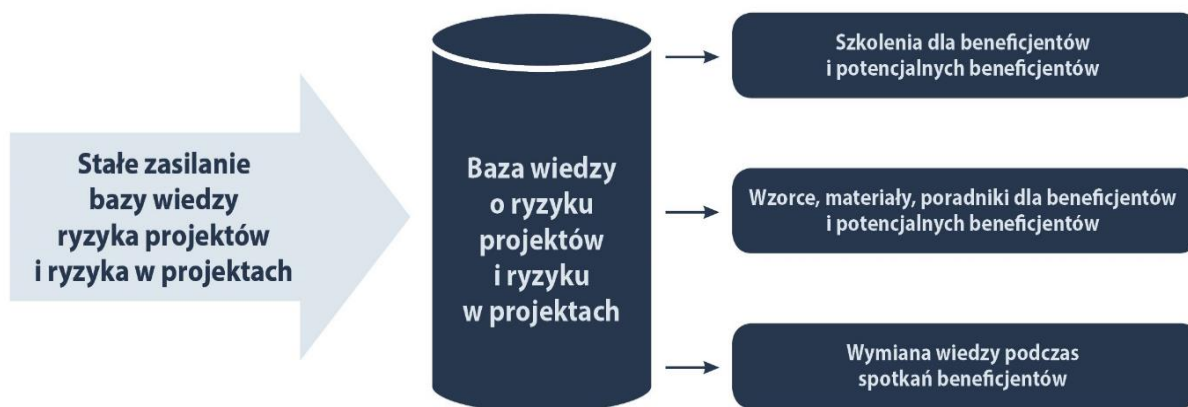 Stałe zasilanie
bazy wiedzy
ryzyka projektów
i ryzyka w projektach
Baza wiedzy
o ryzyku
projektów
i ryzyku
w projektach
Szkolenia dla beneficjentów
i potencjalnych beneficjentów
Wzorce, materiały, poradniki dla beneficjentów
i potencjalnych beneficjentów
Wymiana wiedzy podczas
spotkań beneficjentów